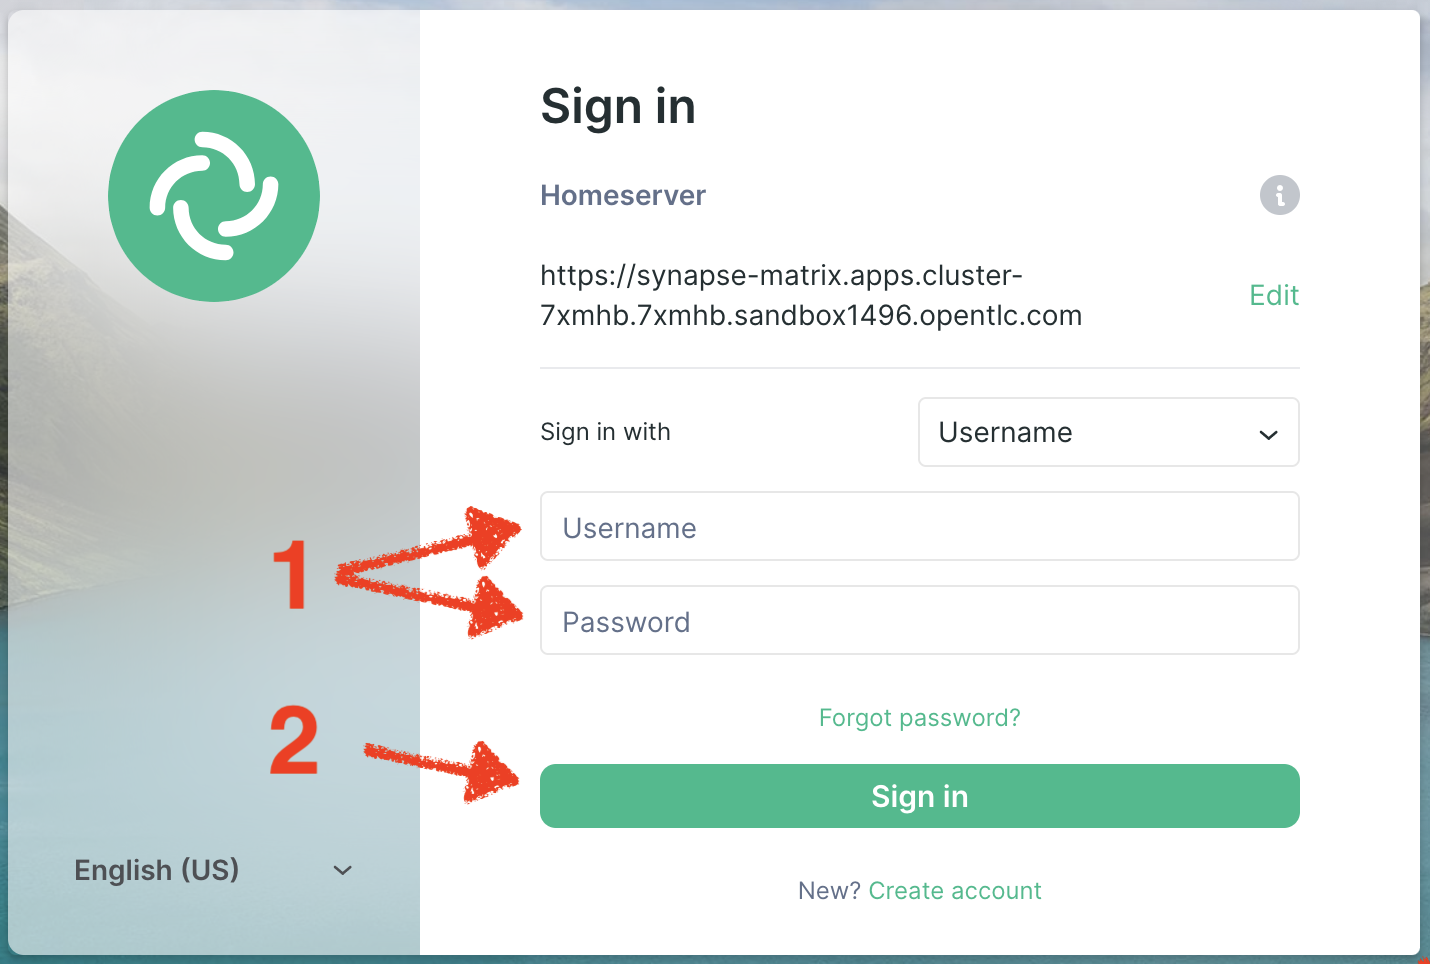 Sign in
Homeserver
https://synapse-matrix.apps.cluster-
7xmhb.7xmhb.sandbox1496.opentlc.com
Edit
Sign in with
Username
Username
1
Password
Forgot password?
2
Sign in
English (US)
New? Create account